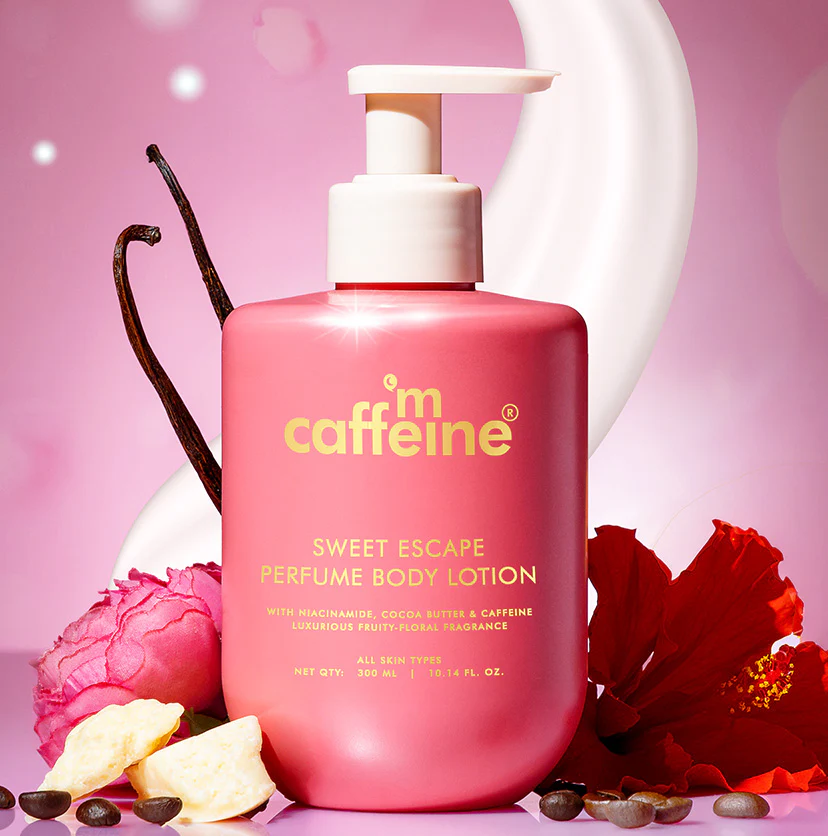 'm
caffeine®
SWEET ESCAPE
PERFUME BODY LOTION
WITH NIACINAMIDE, COCOA BUTTER & CAFFEINE
LUXURIOUS FRUITY-FLORAL FRAGRANCE
ALL SKIN TYPES
NET QTY: 300 ML | 10.14 FL. OZ.